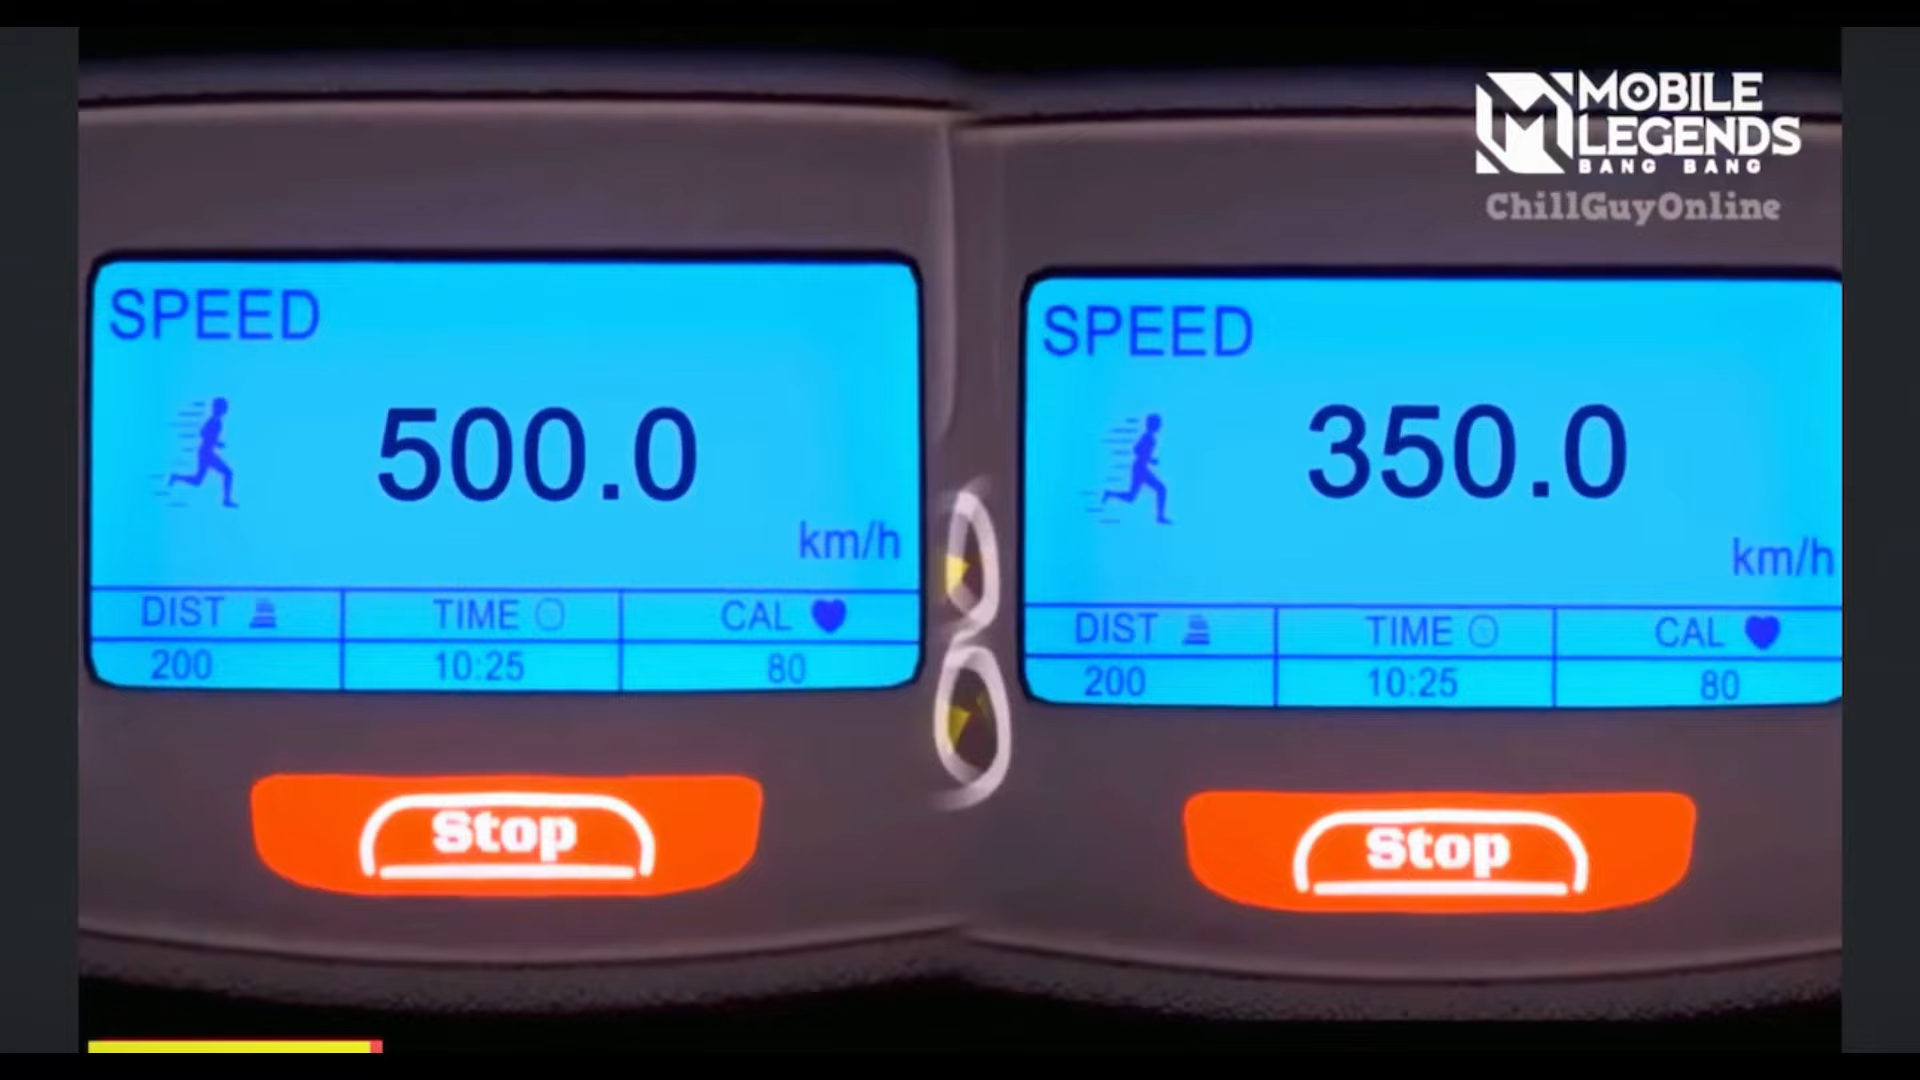 MOBILE
LEGENDS
BANG BANG
ChillGuyOnline
SPEED
500.0
km/h
DIST TIME CAL
200 10:25 80
Stop
SPEED
350.0
km/h
DIST TIME CAL
200 10:25 80
Stop